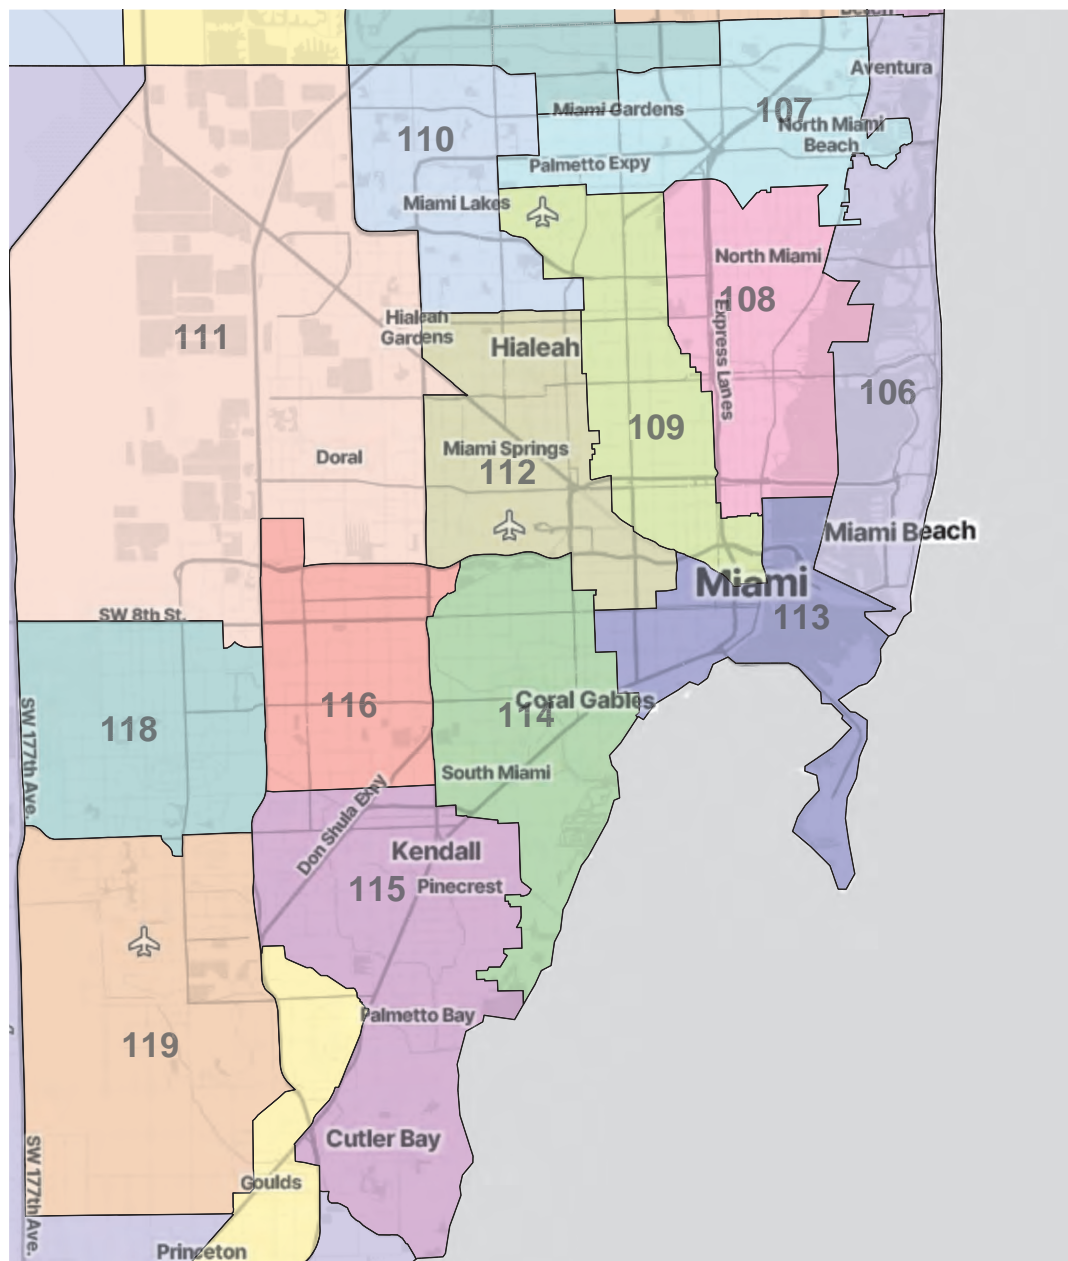 Beach
Aventura
107
Miami Gardens
North Miami
Beach
110
Palmetto Expy
Miami Lakes
North Miami
108
Express Lanes
Hialeah
Gardens
111
Hialeah
106
109
Doral
Miami Springs
112
Miami Beach
Miami
113
SW 8th St.
Coral Gables
116
114
118
SW 177th Ave.
South Miami
Don Shula Expy
Kendall
115
Pinecrest
Palmetto Bay
119
Cutler Bay
SW 177th Ave.
Goulds
Princeton